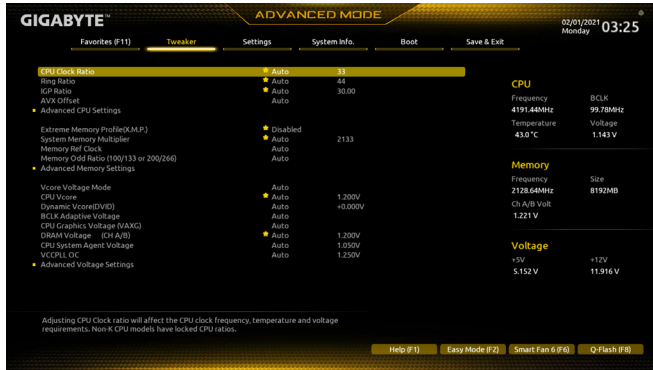 GIGABYTE™
ADVANCED MODE
02/01/2021 Monday 03:25
Favorites (F11) Tweaker Settings System Info. Boot Save & Exit
CPU Clock Ratio Auto 33
Ring Ratio Auto 44
IGP Ratio Auto 30.00
AVX Offset Auto
Advanced CPU Settings
Extreme Memory Profile(X.M.P.) Disabled
System Memory Multiplier Auto 2133
Memory Ref Clock Auto
Memory Odd Ratio (100/133 or 200/266) Auto
Advanced Memory Settings
Vcore Voltage Mode Auto
CPU Vcore Auto 1.200V
Dynamic Vcore(DVID) Auto +0.000V
BCLK Adaptive Voltage Auto
CPU Graphics Voltage (VAXG) Auto
DRAM Voltage (CH A/B) Auto 1.200V
CPU System Agent Voltage Auto 1.050V
VCCPLL OC Auto 1.250V
Advanced Voltage Settings
CPU
Frequency BCLK
4191.44MHz 99.78MHz
Temperature Voltage
43.0 °C 1.143 V
Memory
Frequency Size
2128.64MHz 8192MB
Ch A/B Volt
1.221 V
Voltage
+5V +12V
5.152 V 11.916 V
Adjusting CPU Clock ratio will affect the CPU clock frequency, temperature and voltage
requirements. Non-K CPU models have locked CPU ratios.
Help (F1) Easy Mode (F2) Smart Fan 6 (F6) Q-Flash (F8)